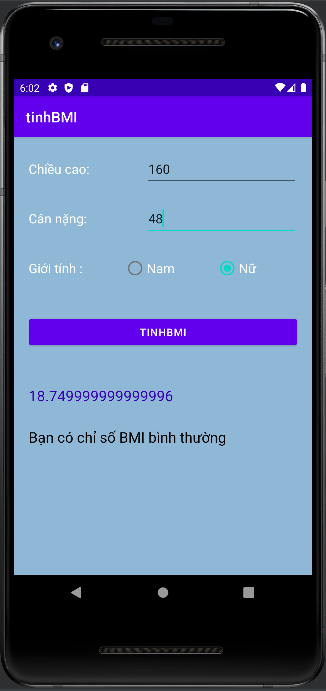 6:02
tinhBMI
Chiều cao: 160
Cân nặng: 48
Giới tính : Nam Nữ
TINHBMI
18.749999999999996
Bạn có chỉ số BMI bình thường